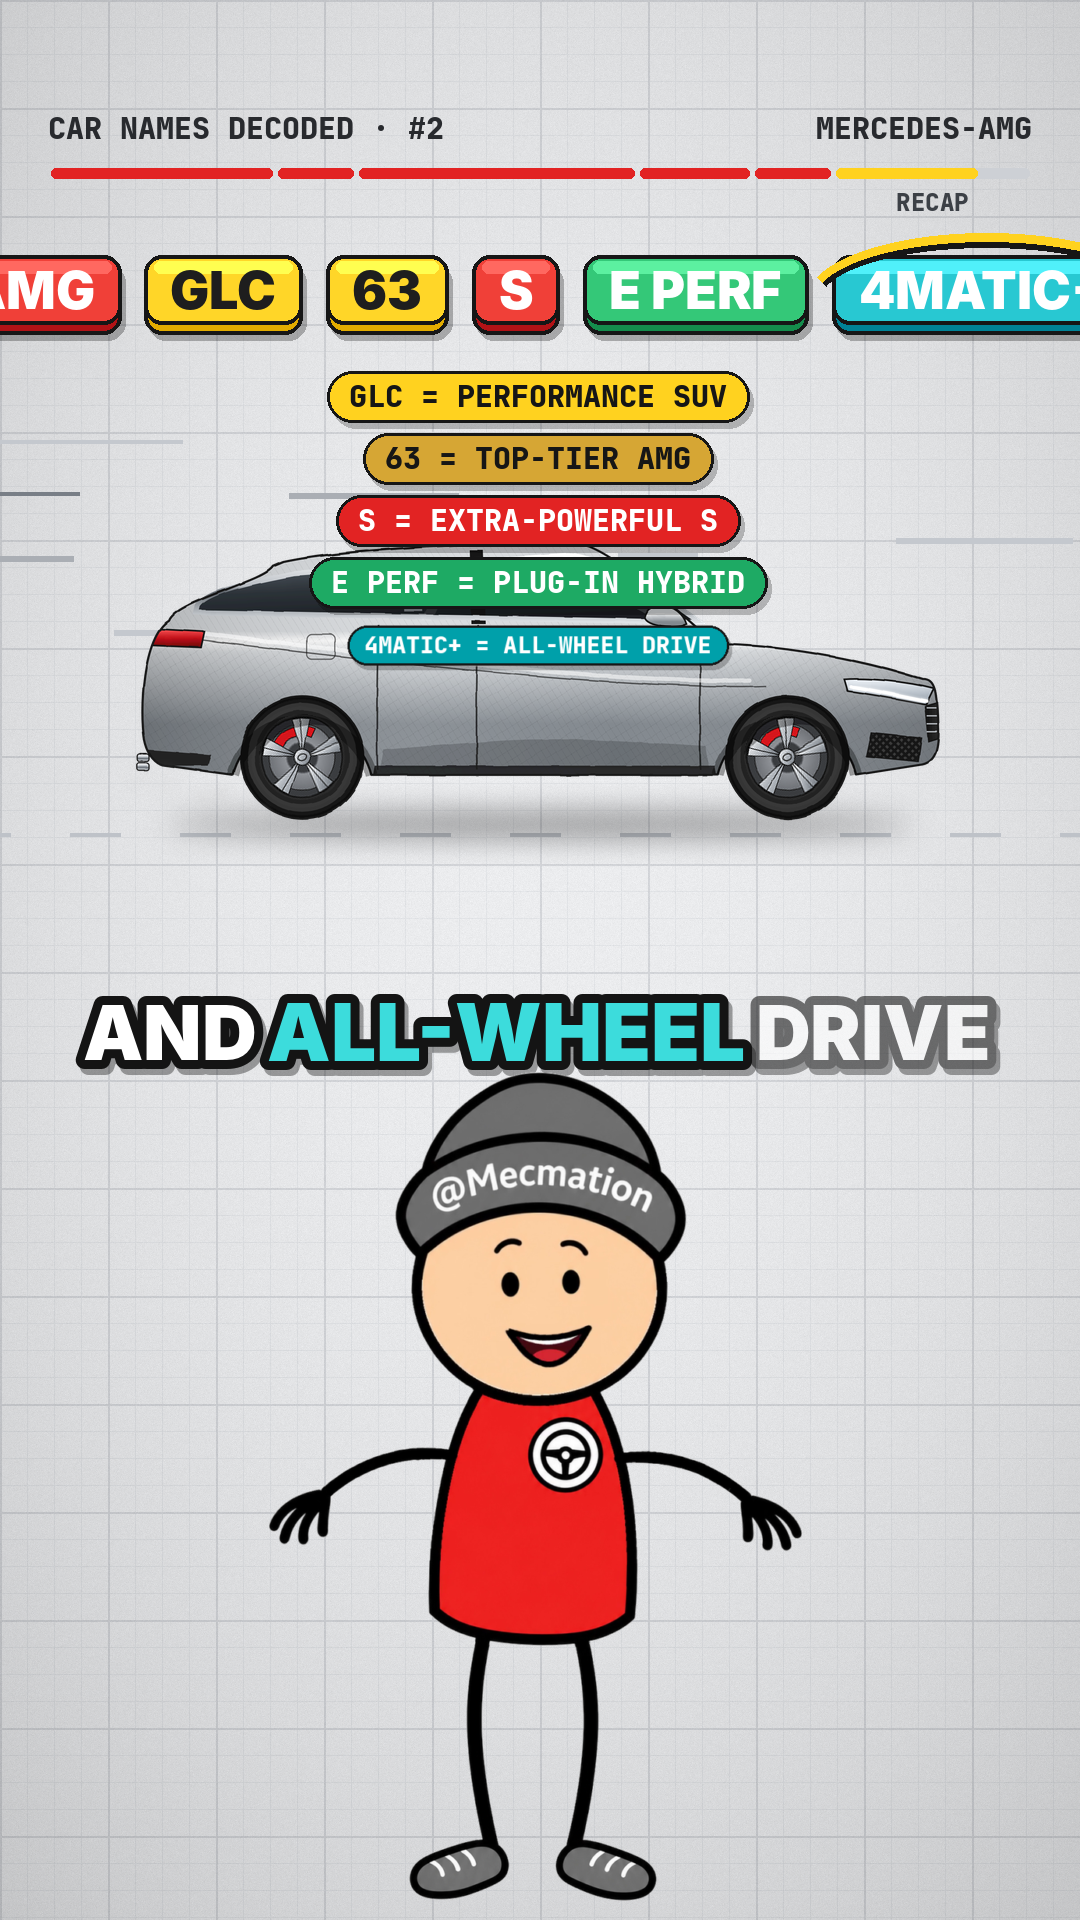 CAR NAMES DECODED · #2 MERCEDES-AMG
RECAP
AMG GLC 63 S E PERF 4MATIC+
GLC = PERFORMANCE SUV
63 = TOP-TIER AMG
S = EXTRA-POWERFUL S
E PERF = PLUG-IN HYBRID
4MATIC+ = ALL-WHEEL DRIVE
AND ALL-WHEEL DRIVE
@Mecmation